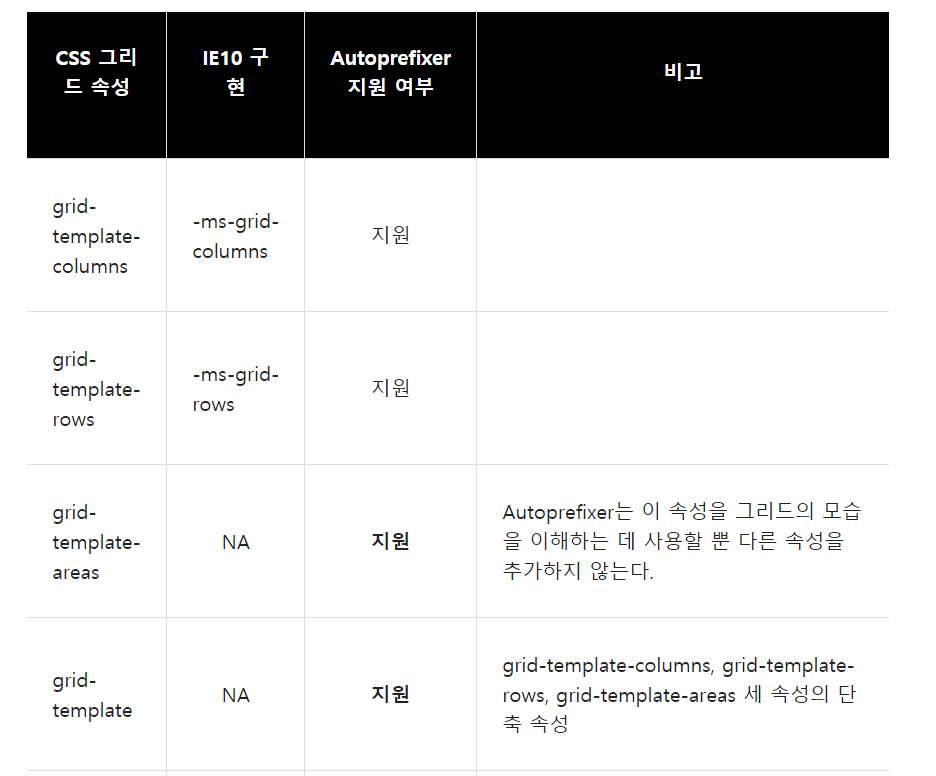 CSS 그리
드 속성
IE10 구
현
Autoprefixer
지원 여부
비고
grid-
template-
columns
-ms-grid-
columns
지원
grid-
template-
rows
-ms-grid-
rows
지원
grid-
template-
areas
NA
지원
Autoprefixer는 이 속성을 그리드의 모습
을 이해하는 데 사용할 뿐 다른 속성을
추가하지 않는다.
grid-
template
NA
지원
grid-template-columns, grid-template-
rows, grid-template-areas 세 속성의 단
축 속성